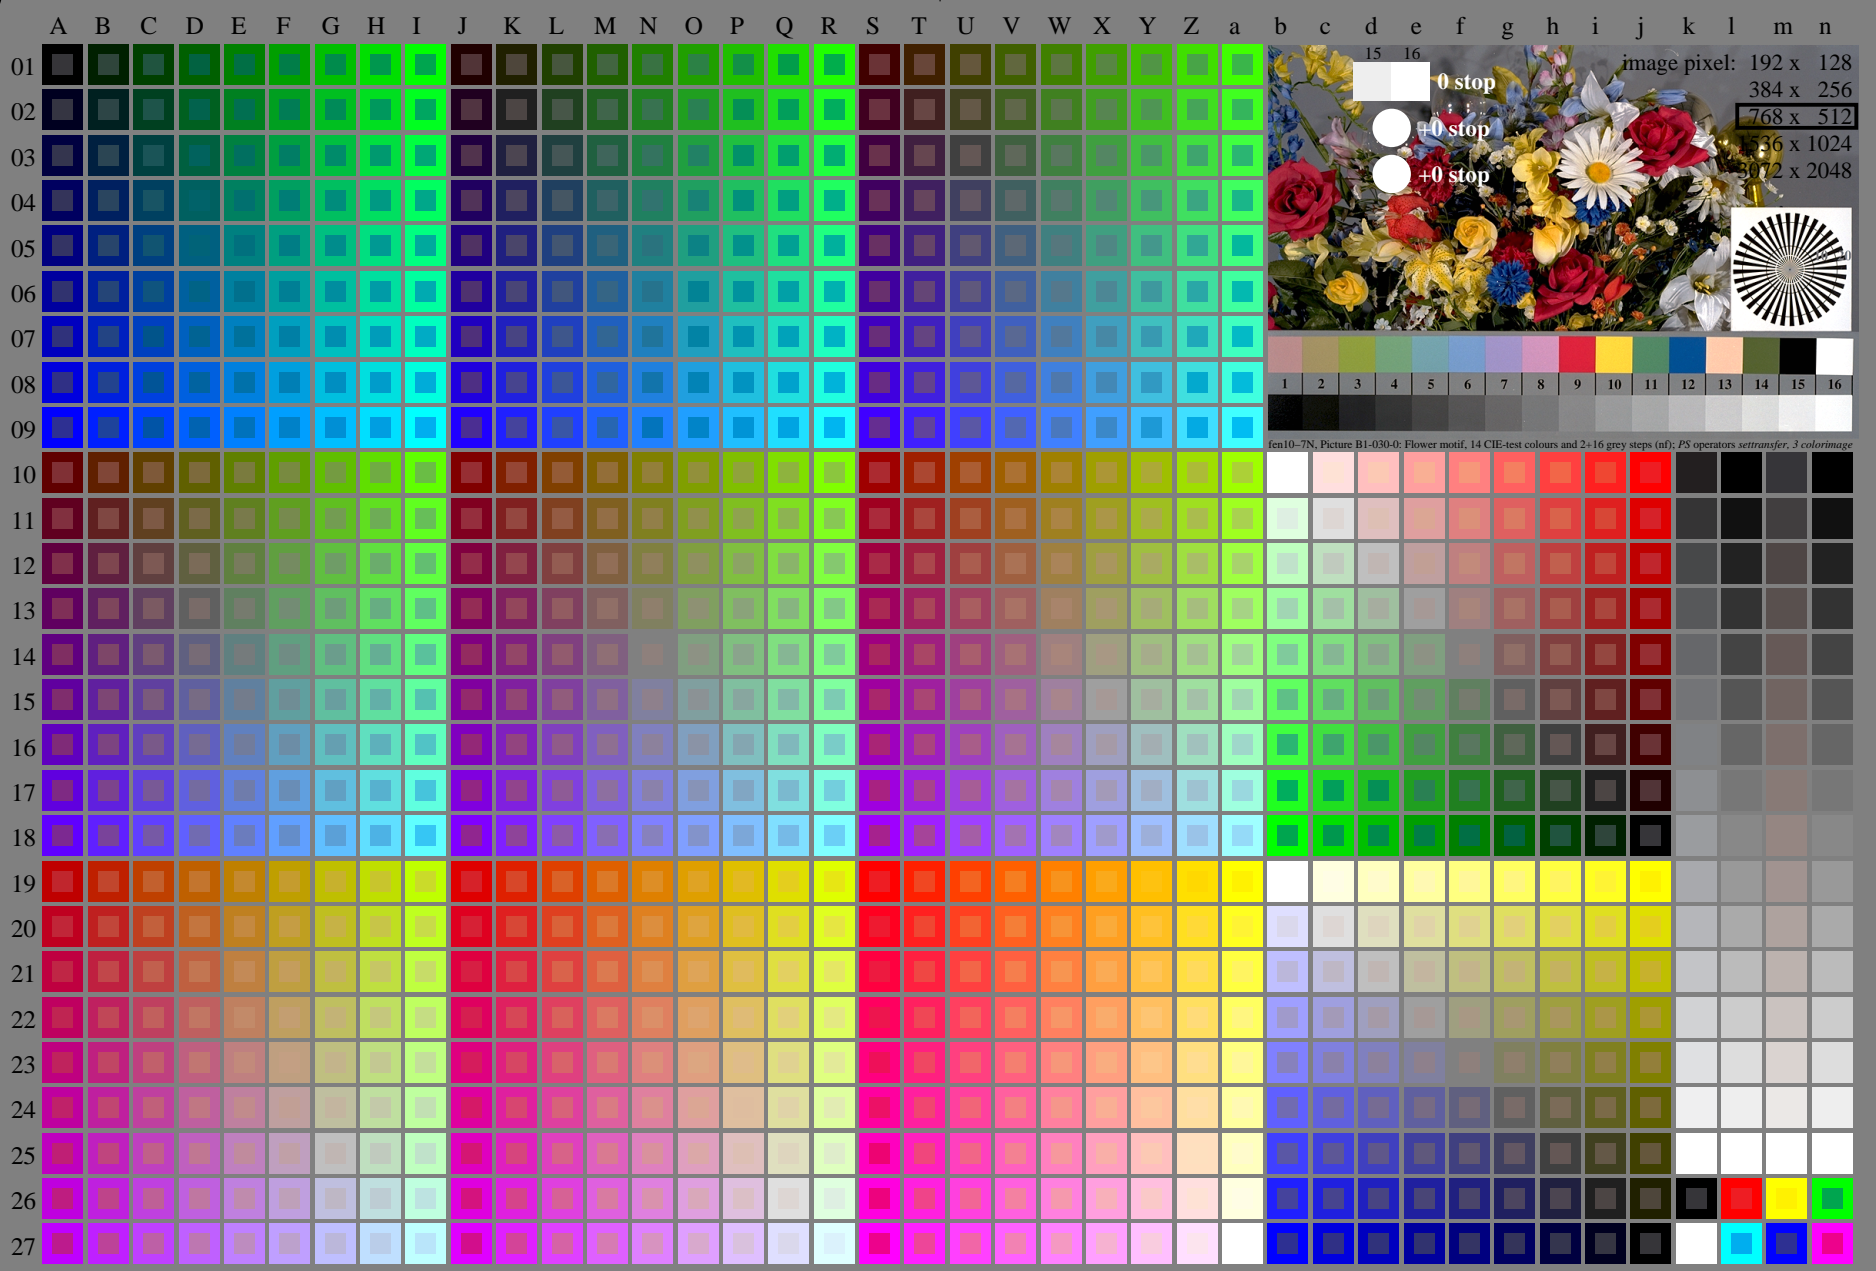 A B C D E F G H I J K L M N O P Q R S T U V W X Y Z a b c d e f g h i j k l m n
01
02
03
04
05
06
07
08
09
10
11
12
13
14
15
16
17
18
19
20
21
22
23
24
25
26
27
15 16
0 stop
+0 stop
+0 stop
image pixel: 192 x 128
384 x 256
768 x 512
1536 x 1024
3072 x 2048
1 2 3 4 5 6 7 8 9 10 11 12 13 14 15 16
fen10–7N, Picture B1-030-0: Flower motif, 14 CIE-test colours and 2+16 grey steps (nf); PS operators settransfer, 3 colorimage